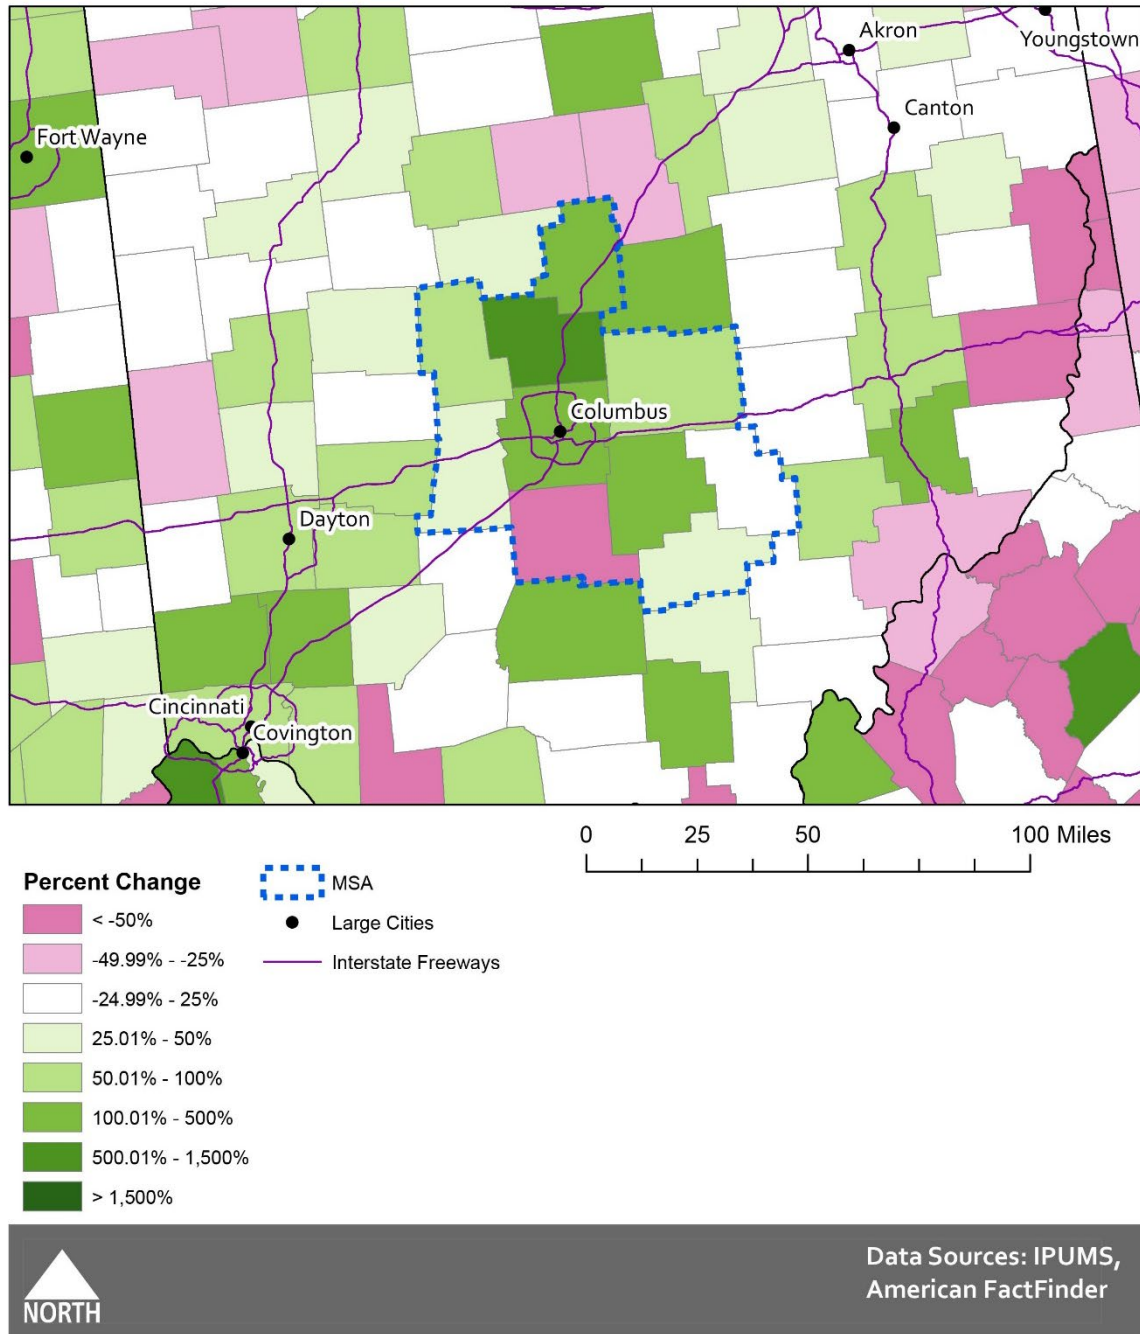 Akron
Youngstown
Canton
Fort Wayne
Columbus
Dayton
Cincinnati
Covington
0 25 50 100 Miles
Percent Change
< -50%
-49.99% - -25%
-24.99% - 25%
25.01% - 50%
50.01% - 100%
100.01% - 500%
500.01% - 1,500%
> 1,500%
MSA
Large Cities
Interstate Freeways
NORTH
Data Sources: IPUMS,
American FactFinder